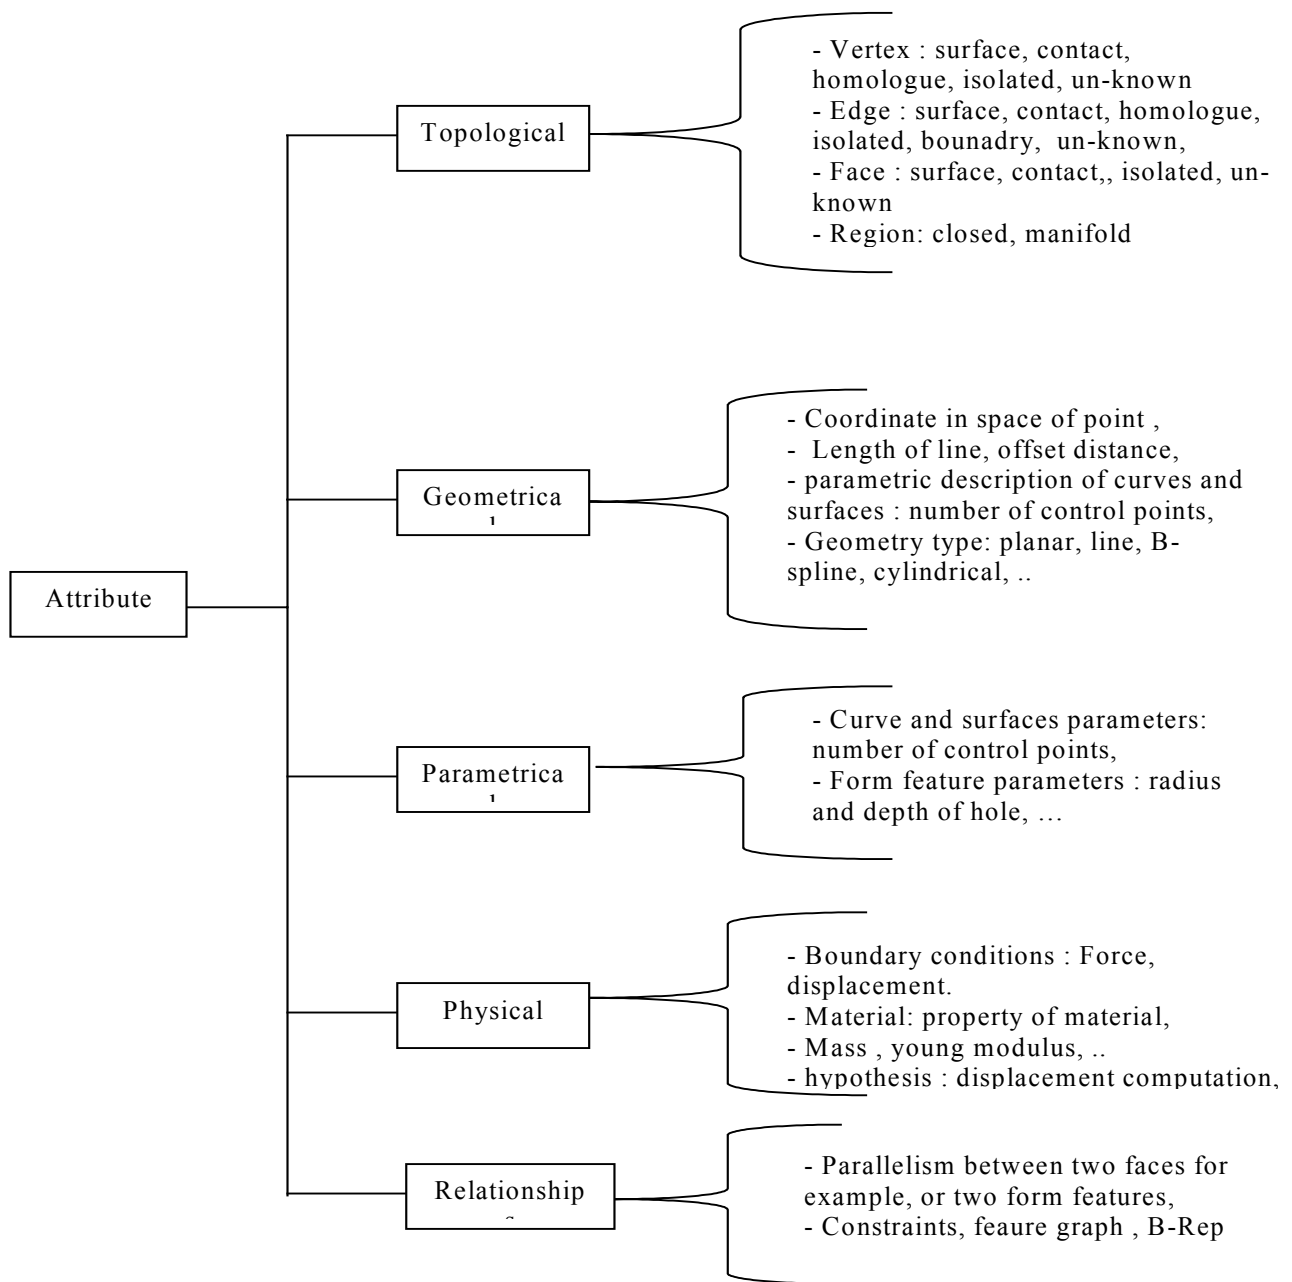 - Vertex : surface, contact,
homologue, isolated, un-known
- Edge : surface, contact, homologue,
isolated, bounadry, un-known,
- Face : surface, contact,, isolated, un-
known
- Region: closed, manifold
Topological
- Coordinate in space of point ,
- Length of line, offset distance,
- parametric description of curves and
surfaces : number of control points,
- Geometry type: planar, line, B-
spline, cylindrical, ..
Geometrica
l
Attribute
- Curve and surfaces parameters:
number of control points,
- Form feature parameters : radius
and depth of hole, …
Parametrica
l
- Boundary conditions : Force,
displacement.
- Material: property of material,
- Mass , young modulus, ..
- hypothesis : displacement computation,
Physical
- Parallelism between two faces for
example, or two form features,
- Constraints, feaure graph , B-Rep
Relationship
s